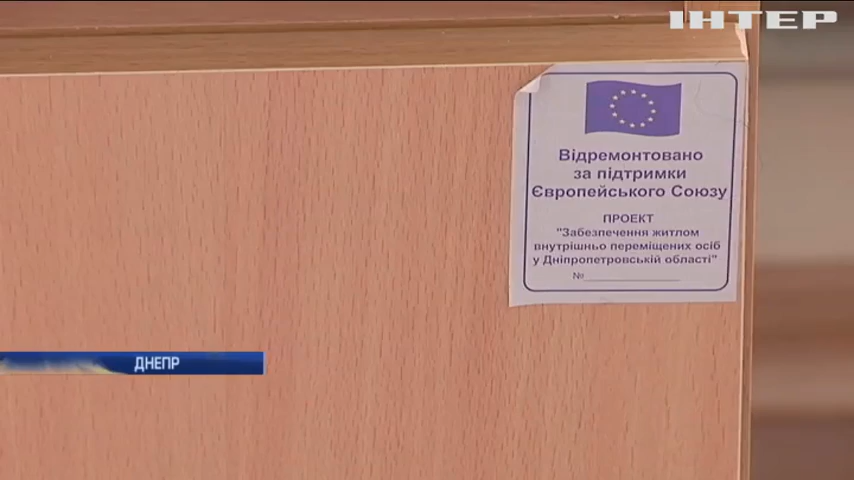 ІНТЕР
Відремонтовано
за підтримки
Європейського Союзу
ПРОЕКТ
"Забезпечення житлом
внутрішньо переміщених осіб
у Дніпропетровській області"
№
ДНЕПР